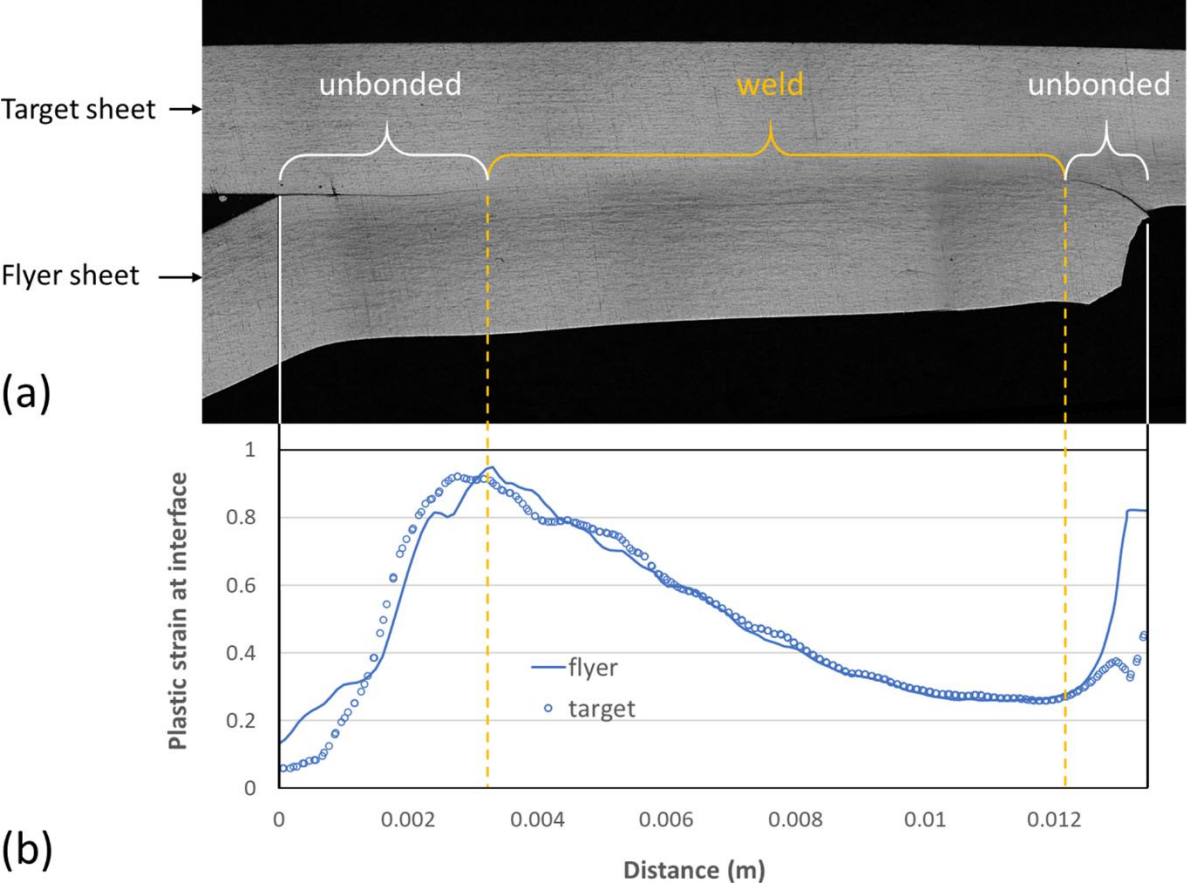 unbonded
weld
unbonded
Target sheet
Flyer sheet
(a)
1
0.8
0.6
0.4
0.2
0
Plastic strain at interface
flyer
target
0
0.002
0.004
0.006
0.008
0.01
0.012
Distance (m)
(b)